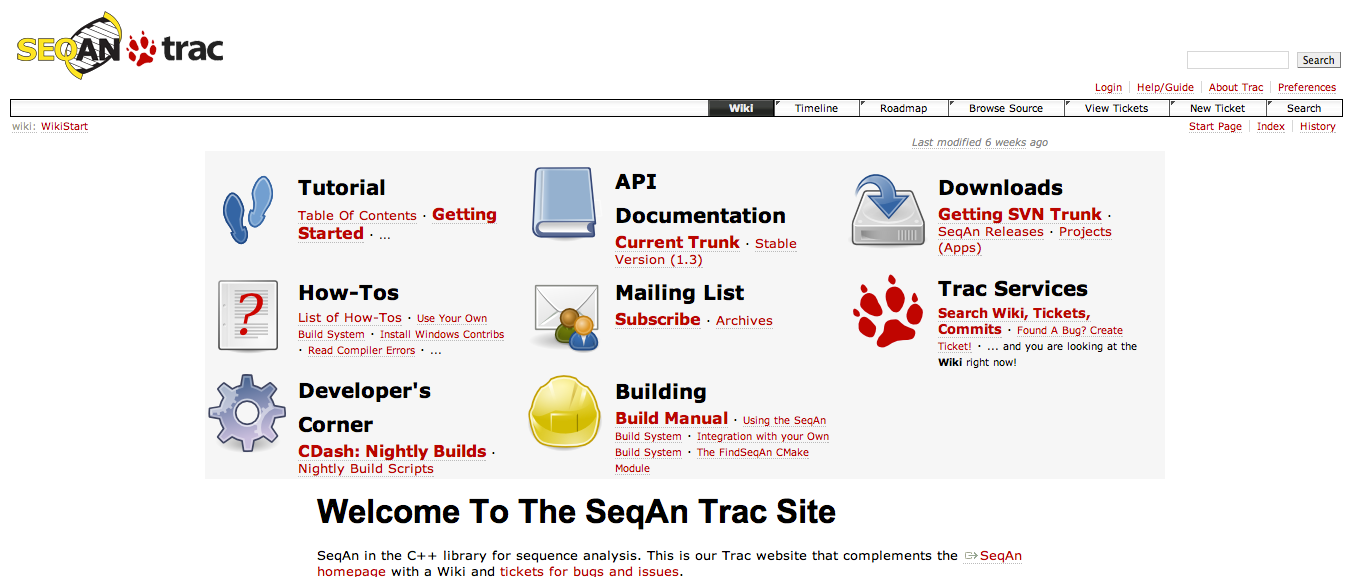 SEQAN trac
Search
Login Help/Guide About Trac Preferences
Wiki Timeline Roadmap Browse Source View Tickets New Ticket Search
wiki: WikiStart
Start Page Index History
Last modified 6 weeks ago
Tutorial
Table Of Contents · Getting
Started · ...
API
Documentation
Current Trunk · Stable
Version (1.3)
Downloads
Getting SVN Trunk ·
SeqAn Releases · Projects
(Apps)
?
How-Tos
List of How-Tos · Use Your Own
Build System · Install Windows Contribs
· Read Compiler Errors · ...
Mailing List
Subscribe · Archives
Trac Services
Search Wiki, Tickets,
Commits · Found A Bug? Create
Ticket! · ... and you are looking at the
Wiki right now!
Developer's
Corner
CDash: Nightly Builds ·
Nightly Build Scripts
Building
Build Manual · Using the SeqAn
Build System · Integration with your Own
Build System · The FindSeqAn CMake
Module
Welcome To The SeqAn Trac Site
SeqAn in the C++ library for sequence analysis. This is our Trac website that complements the SeqAn
homepage with a Wiki and tickets for bugs and issues.